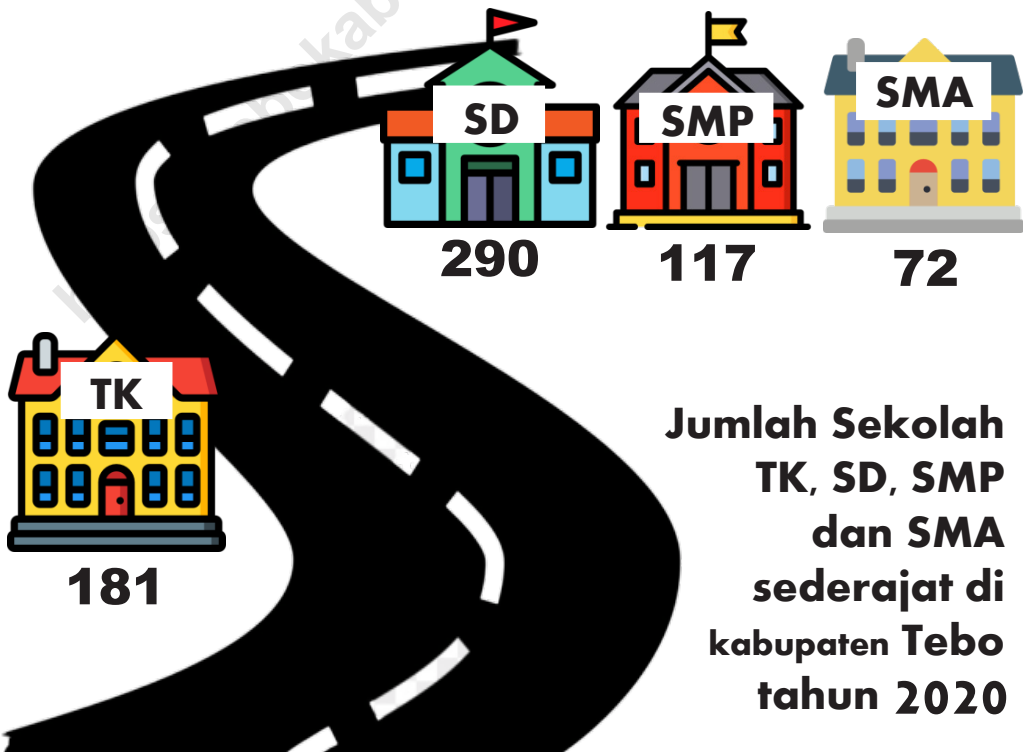 SD
290
SMP
117
SMA
72
TK
181
Jumlah Sekolah
TK, SD, SMP
dan SMA
sederajat di
kabupaten Tebo
tahun 2020